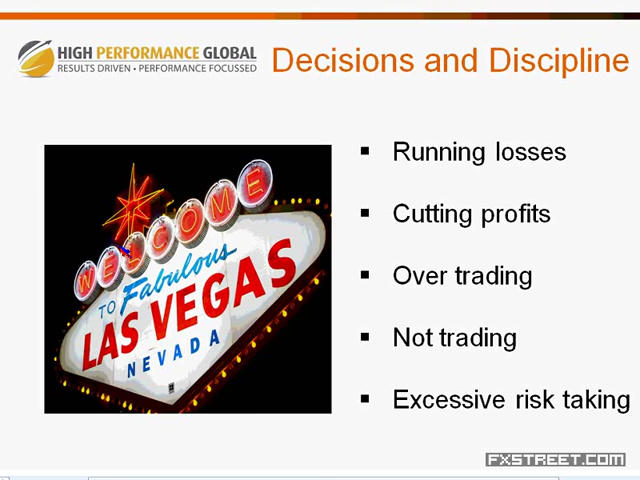 HIGH PERFORMANCE GLOBAL
RESULTS DRIVEN • PERFORMANCE FOCUSSED
Decisions and Discipline
WELCOME
TO Fabulous
LAS VEGAS
NEVADA
▪ Running losses
▪ Cutting profits
▪ Over trading
▪ Not trading
▪ Excessive risk taking
FXSTREET.COM